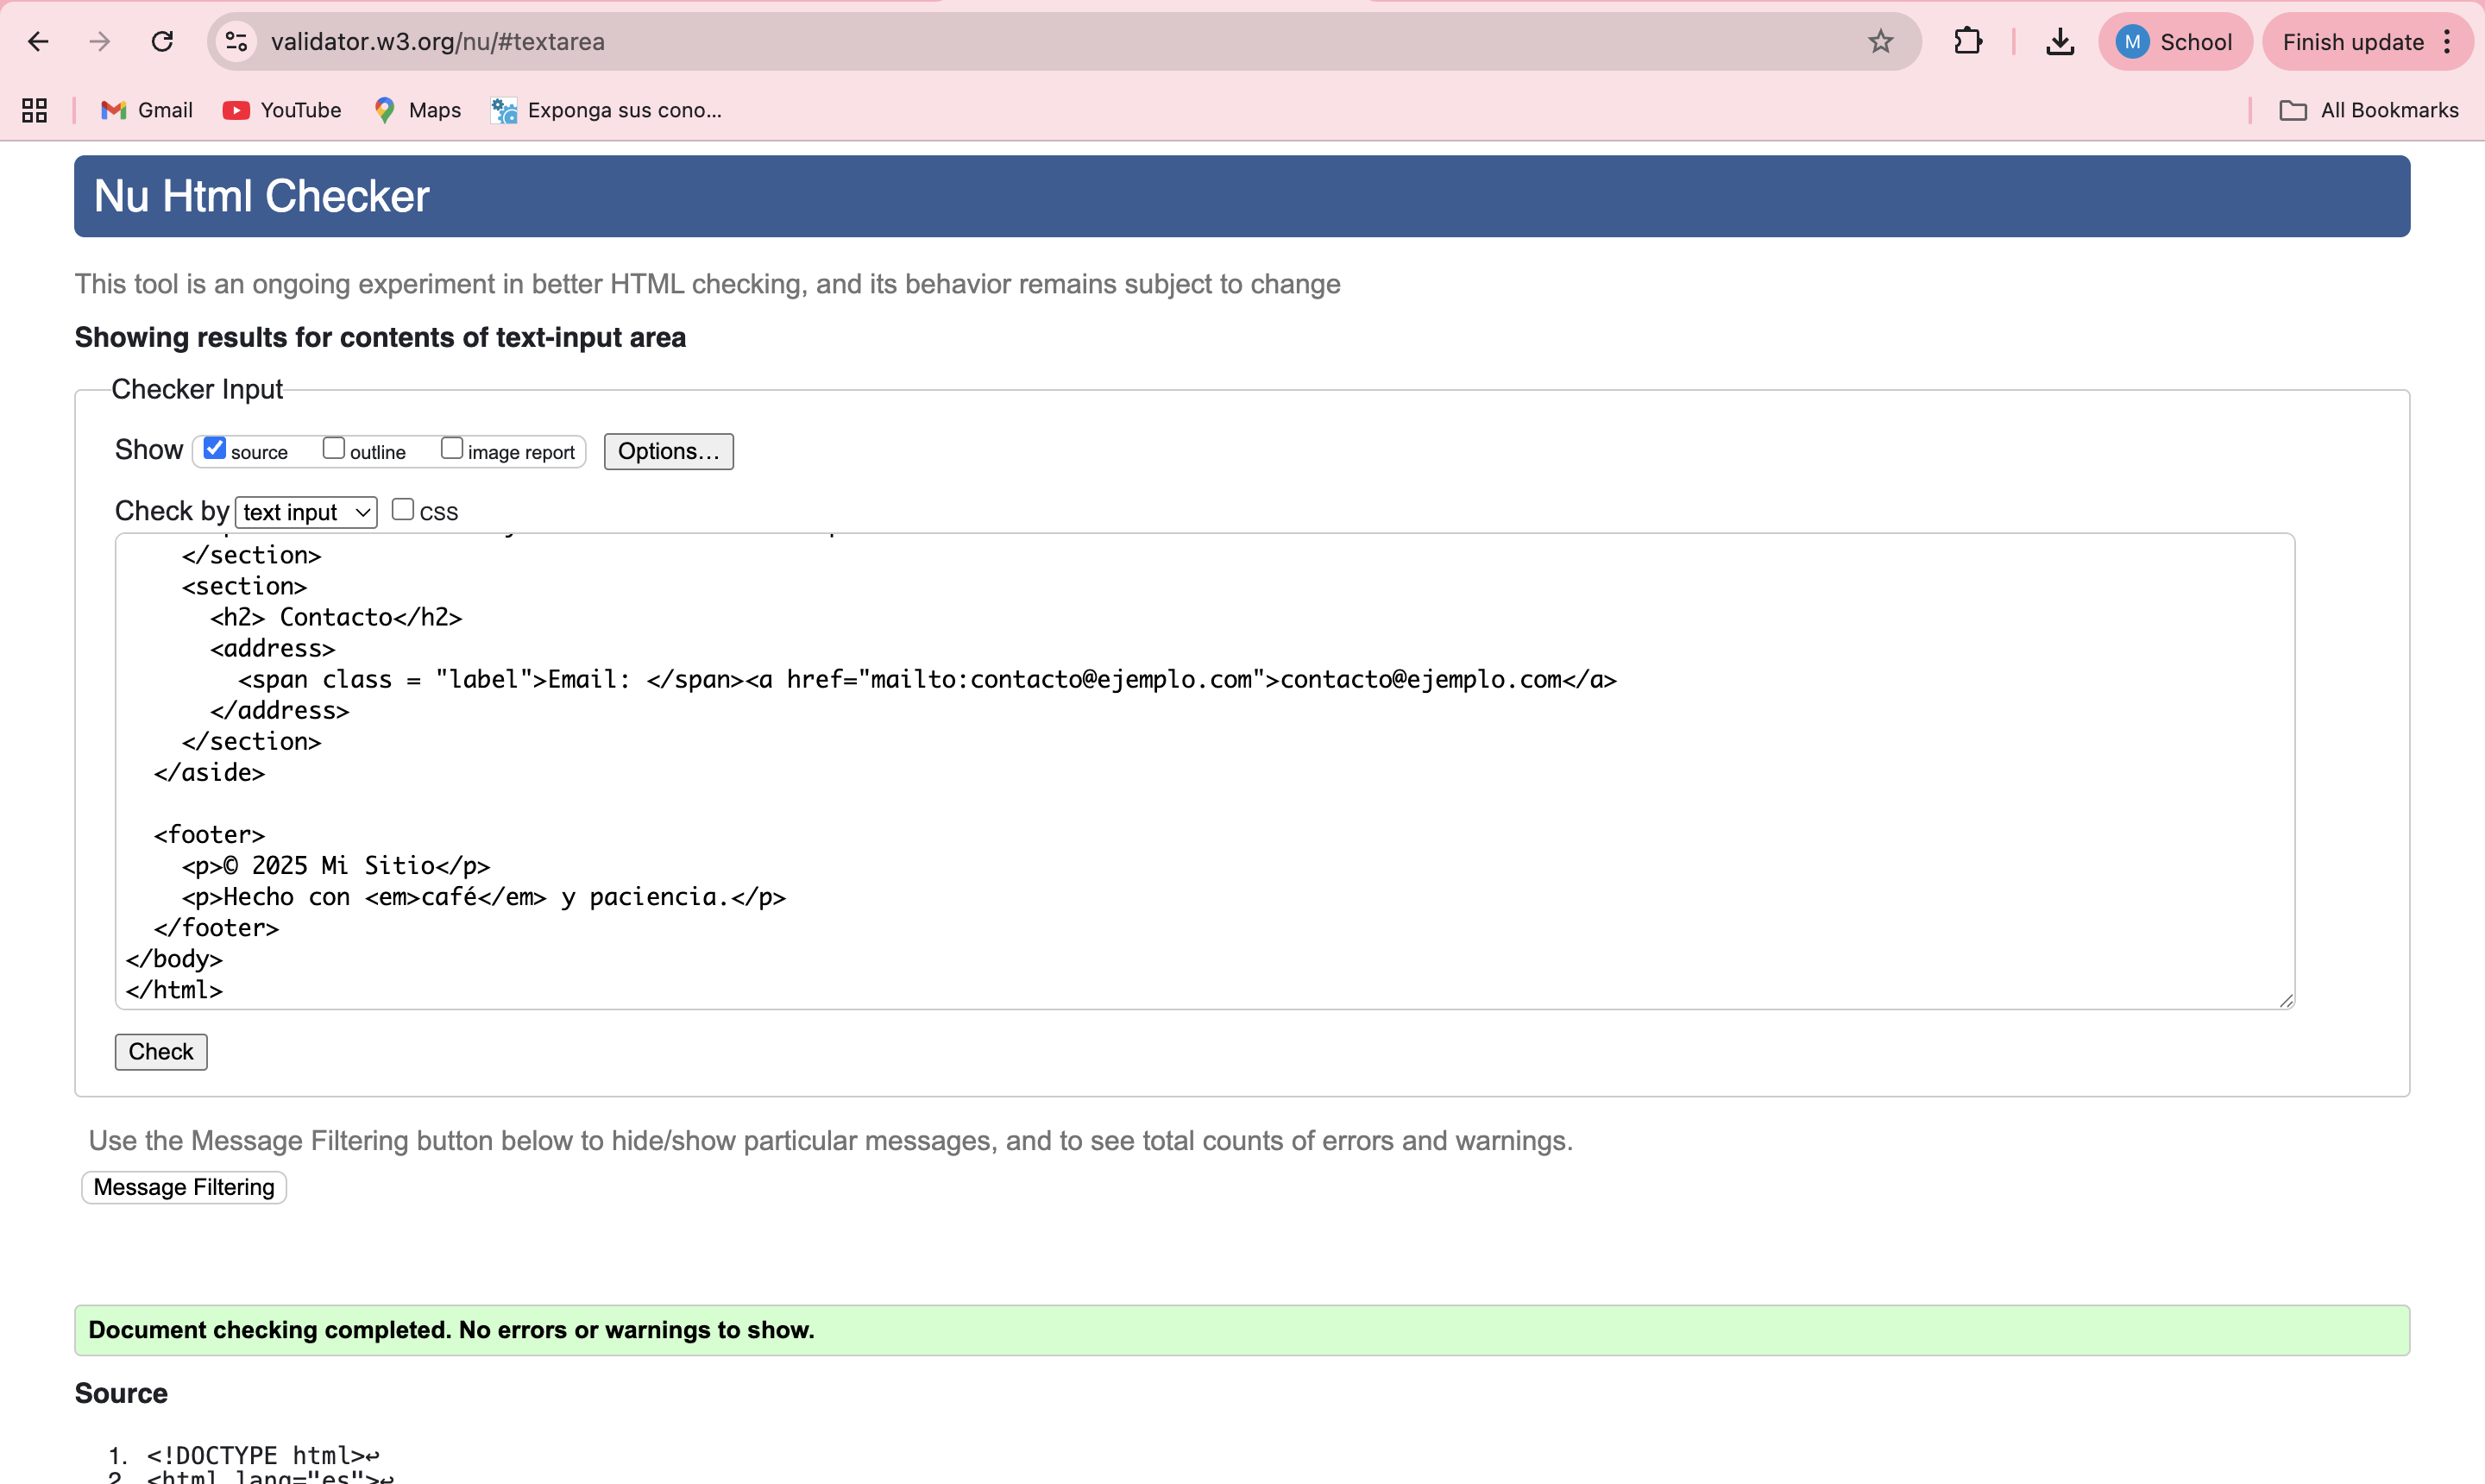 validator.w3.org/nu/#textarea
M School
Finish update
Gmail YouTube Maps Exponga sus cono...
All Bookmarks
Nu Html Checker
This tool is an ongoing experiment in better HTML checking, and its behavior remains subject to change
Showing results for contents of text-input area
Checker Input
Show source outline image report Options...
Check by text input CSS
</section>
<section>
<h2> Contacto</h2>
<address>
<span class = "label">Email: </span><a href="mailto:contacto@ejemplo.com">contacto@ejemplo.com</a>
</address>
</section>
</aside>
<footer>
<p>© 2025 Mi Sitio</p>
<p>Hecho con <em>café</em> y paciencia.</p>
</footer>
</body>
</html>
Check
Use the Message Filtering button below to hide/show particular messages, and to see total counts of errors and warnings.
Message Filtering
Document checking completed. No errors or warnings to show.
Source
1. <!DOCTYPE html>↩
2. <html lang="es">↩